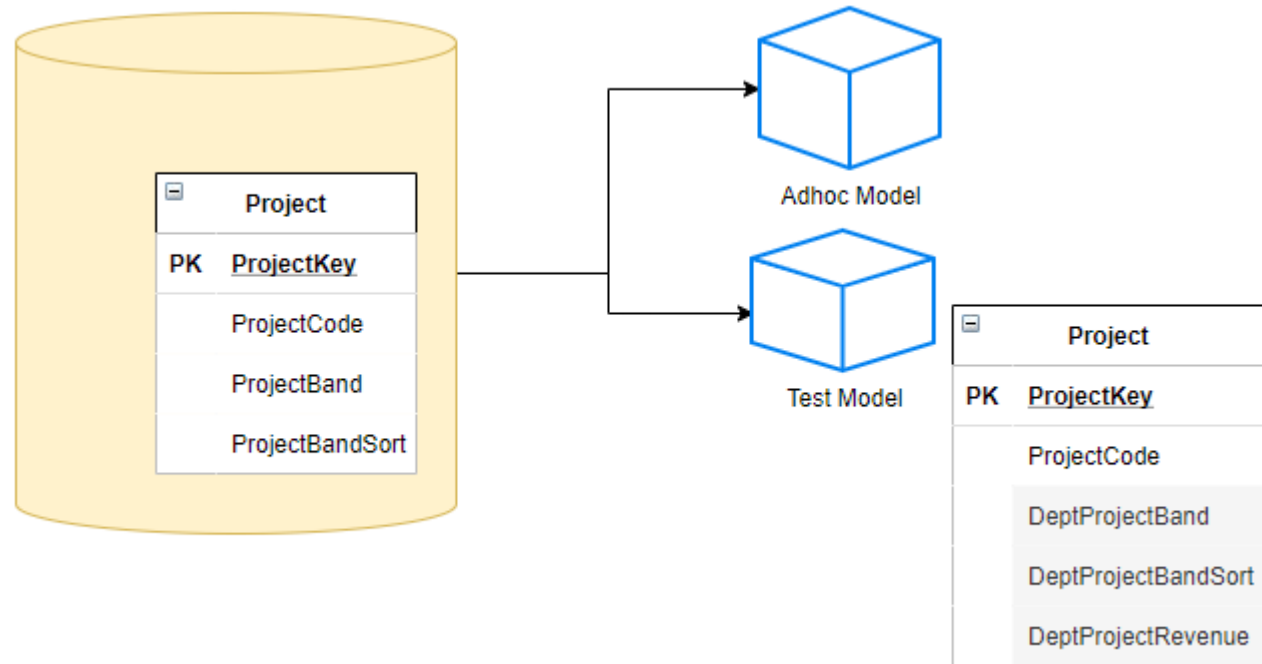 Project
PK ProjectKey
ProjectCode
ProjectBand
ProjectBandSort
Adhoc Model
Test Model
Project
PK ProjectKey
ProjectCode
DeptProjectBand
DeptProjectBandSort
DeptProjectRevenue